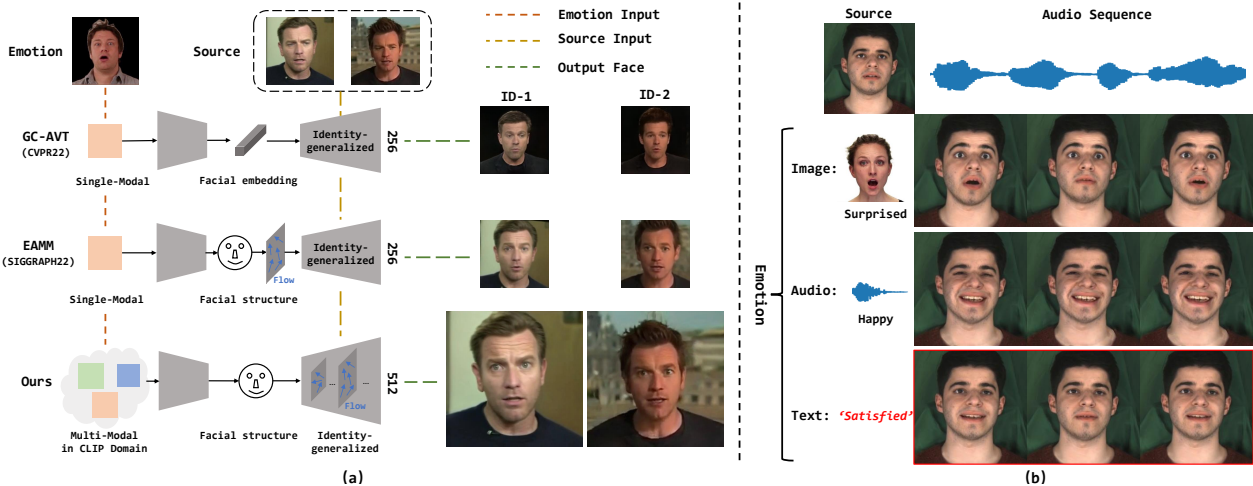 Emotion
Source
Emotion Input
Source Input
Output Face
ID-1
ID-2
GC-AVT
(CVPR22)
Single-Modal
Facial embedding
Identity-
generalized
256
EAMM
(SIGGRAPH22)
Single-Modal
Flow
Facial structure
Identity-
generalized
256
Ours
Multi-Modal
in CLIP Domain
Facial structure
... ...
Flow
Identity-
generalized
512
(a)
Source
Audio Sequence
Emotion
Image:
Surprised
Audio:
Happy
Text: ‘Satisfied’
(b)